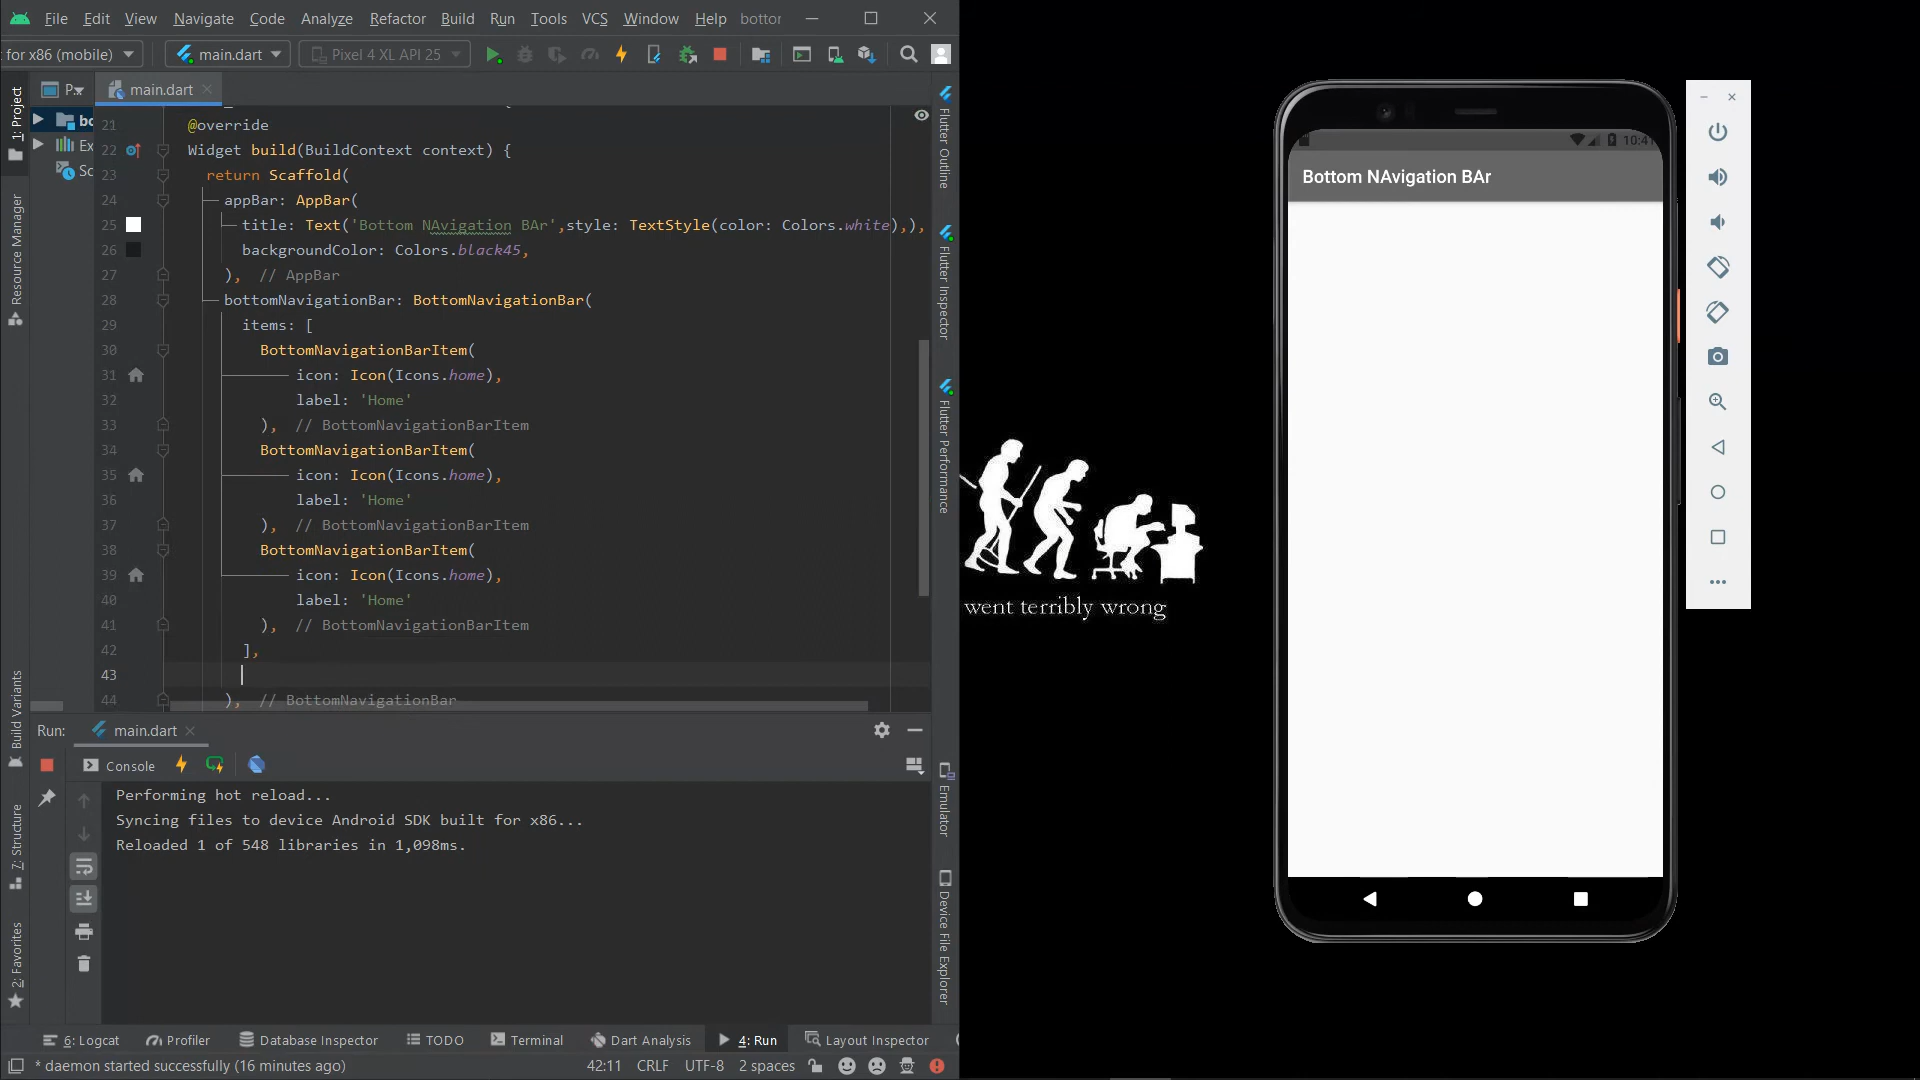 File Edit View Navigate Code Analyze Refactor Build Run Tools VCS Window Help
for x86 (mobile) main.dart Pixel 4 XL API 25
P main.dart
1: Project
Resource Manager
Build Variants
7: Structure
2: Favorites
bo
Ex
Sc
21 @override
22 Widget build(BuildContext context) {
23 return Scaffold(
24 appBar: AppBar(
25 title: Text('Bottom NAvigation BAr',style: TextStyle(color: Colors.white),),
26 backgroundColor: Colors.black45,
27 ), // AppBar
28 bottomNavigationBar: BottomNavigationBar(
29 items: [
30 BottomNavigationBarItem(
31 icon: Icon(Icons.home),
32 label: 'Home'
33 ), // BottomNavigationBarItem
34 BottomNavigationBarItem(
35 icon: Icon(Icons.home),
36 label: 'Home'
37 ), // BottomNavigationBarItem
38 BottomNavigationBarItem(
39 icon: Icon(Icons.home),
40 label: 'Home'
41 ), // BottomNavigationBarItem
42 ],
43
44 ), // BottomNavigationBar
Flutter Outline
Flutter Inspector
Flutter Performance
Emulator
Device File Explorer
Run: main.dart
Console
Performing hot reload...
Syncing files to device Android SDK built for x86...
Reloaded 1 of 548 libraries in 1,098ms.
6: Logcat Profiler Database Inspector TODO Terminal Dart Analysis 4: Run Layout Inspector
* daemon started successfully (16 minutes ago) 42:11 CRLF UTF-8 2 spaces
went terribly wrong
10:4
Bottom NAvigation BAr